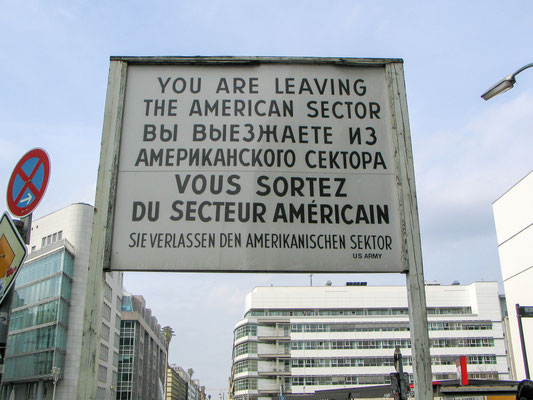 YOU ARE LEAVING
THE AMERICAN SECTOR
ВЫ ВЫЕЗЖАЕТЕ ИЗ
АМЕРИКАНСКОГО СЕКТОРА
VOUS SORTEZ
DU SECTEUR AMÉRICAIN
SIE VERLASSEN DEN AMERIKANISCHEN SEKTOR
US ARMY